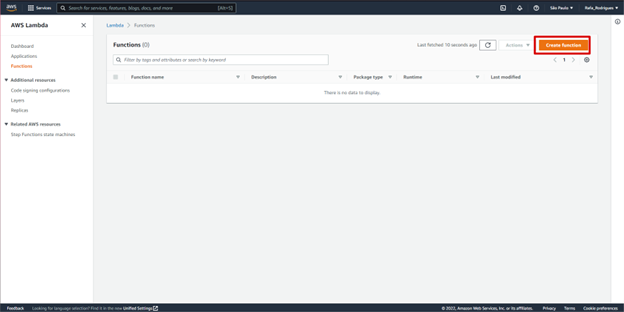 aws
Services
Search for services, features, blogs, docs, and more
[Alt+S]
São Paulo
Itala_Rodrigues
AWS Lambda
Dashboard
Applications
Functions
Additional resources
Code signing configurations
Layers
Replicas
Related AWS resources
Step Functions state machines
Lambda > Functions
Functions (0)
Last fetched 10 seconds ago
Actions
Create function
Filter by tags and attributes or search by keyword
1
Function name
Description
Package type
Runtime
Last modified
There is no data to display.
Feedback
Looking for language selection? Find it in the new Unified Settings
© 2022, Amazon Web Services, Inc. or its affiliates.
Privacy
Terms
Cookie preferences